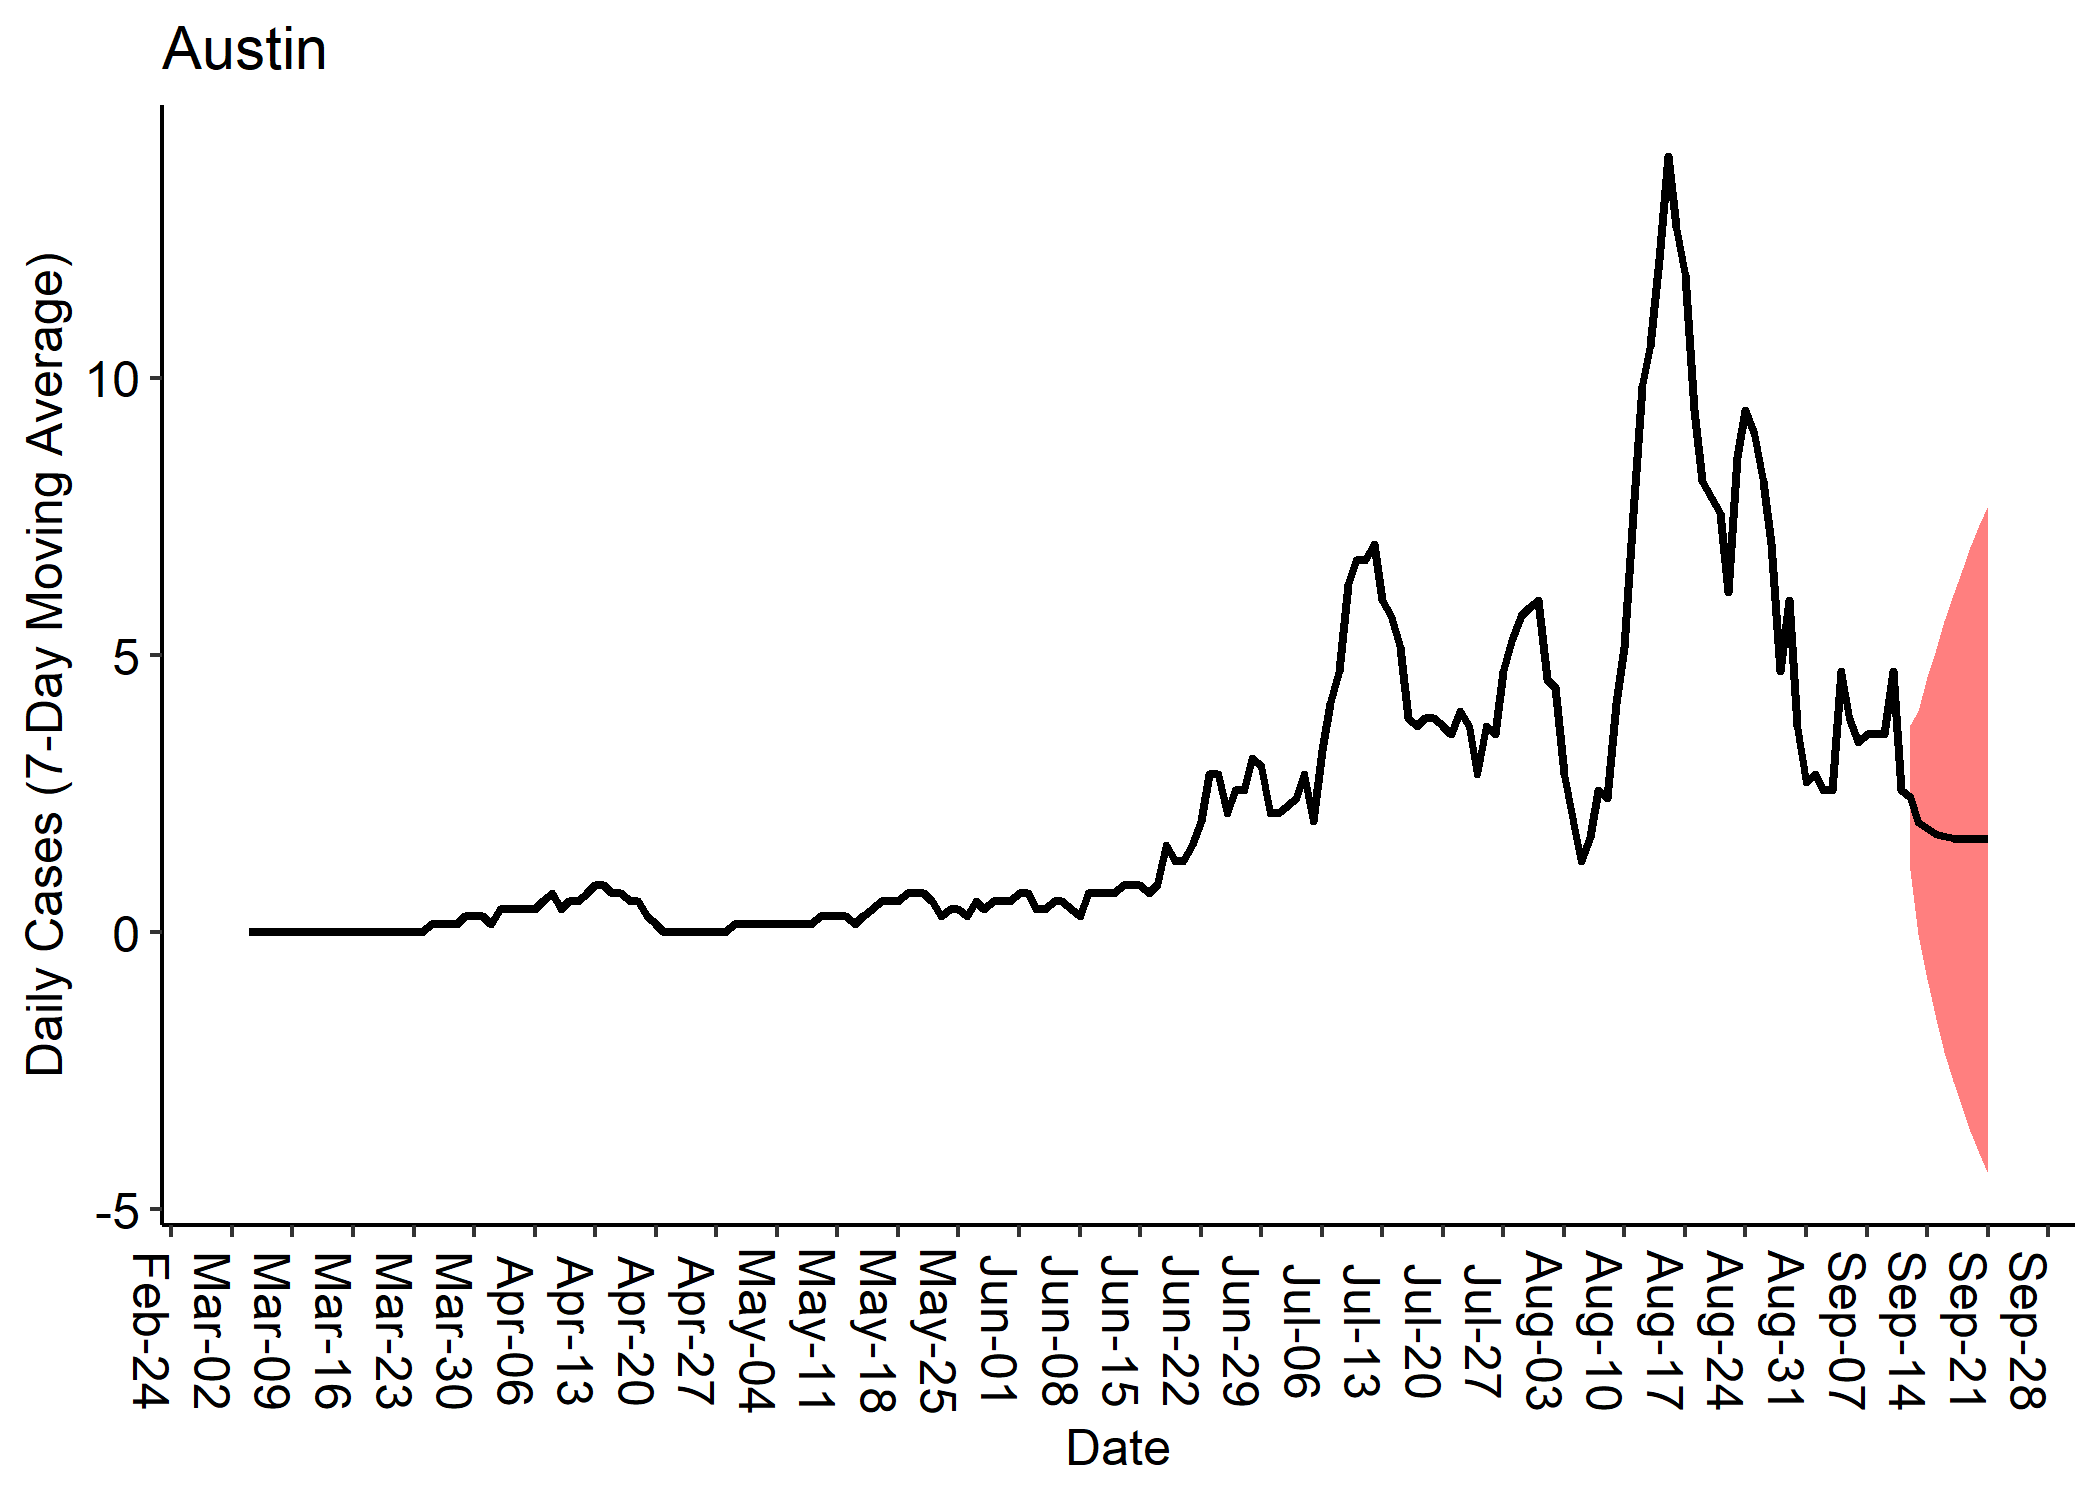 Austin
Daily Cases (7-Day Moving Average)
10
5
0
-5
Feb-24
Mar-02
Mar-09
Mar-16
Mar-23
Mar-30
Apr-06
Apr-13
Apr-20
Apr-27
May-04
May-11
May-18
May-25
Jun-01
Jun-08
Jun-15
Jun-22
Jun-29
Jul-06
Jul-13
Jul-20
Jul-27
Aug-03
Aug-10
Aug-17
Aug-24
Aug-31
Sep-07
Sep-14
Sep-21
Sep-28
Date